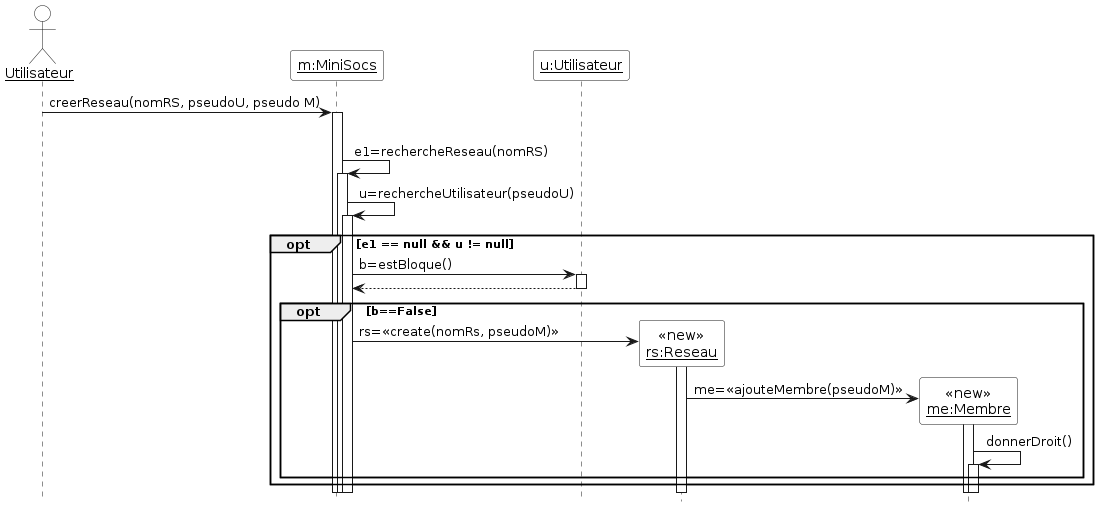 Utilisateur
m:MiniSocs
u:Utilisateur
creerReseau(nomRS, pseudoU, pseudo M)
e1=rechercheReseau(nomRS)
u=rechercheUtilisateur(pseudoU)
opt [e1 == null && u != null]
b=estBloque()
opt [b==False]
rs=«create(nomRs, pseudoM)»
«new»
rs:Reseau
me=«ajouteMembre(pseudoM)»
«new»
me:Membre
donnerDroit()